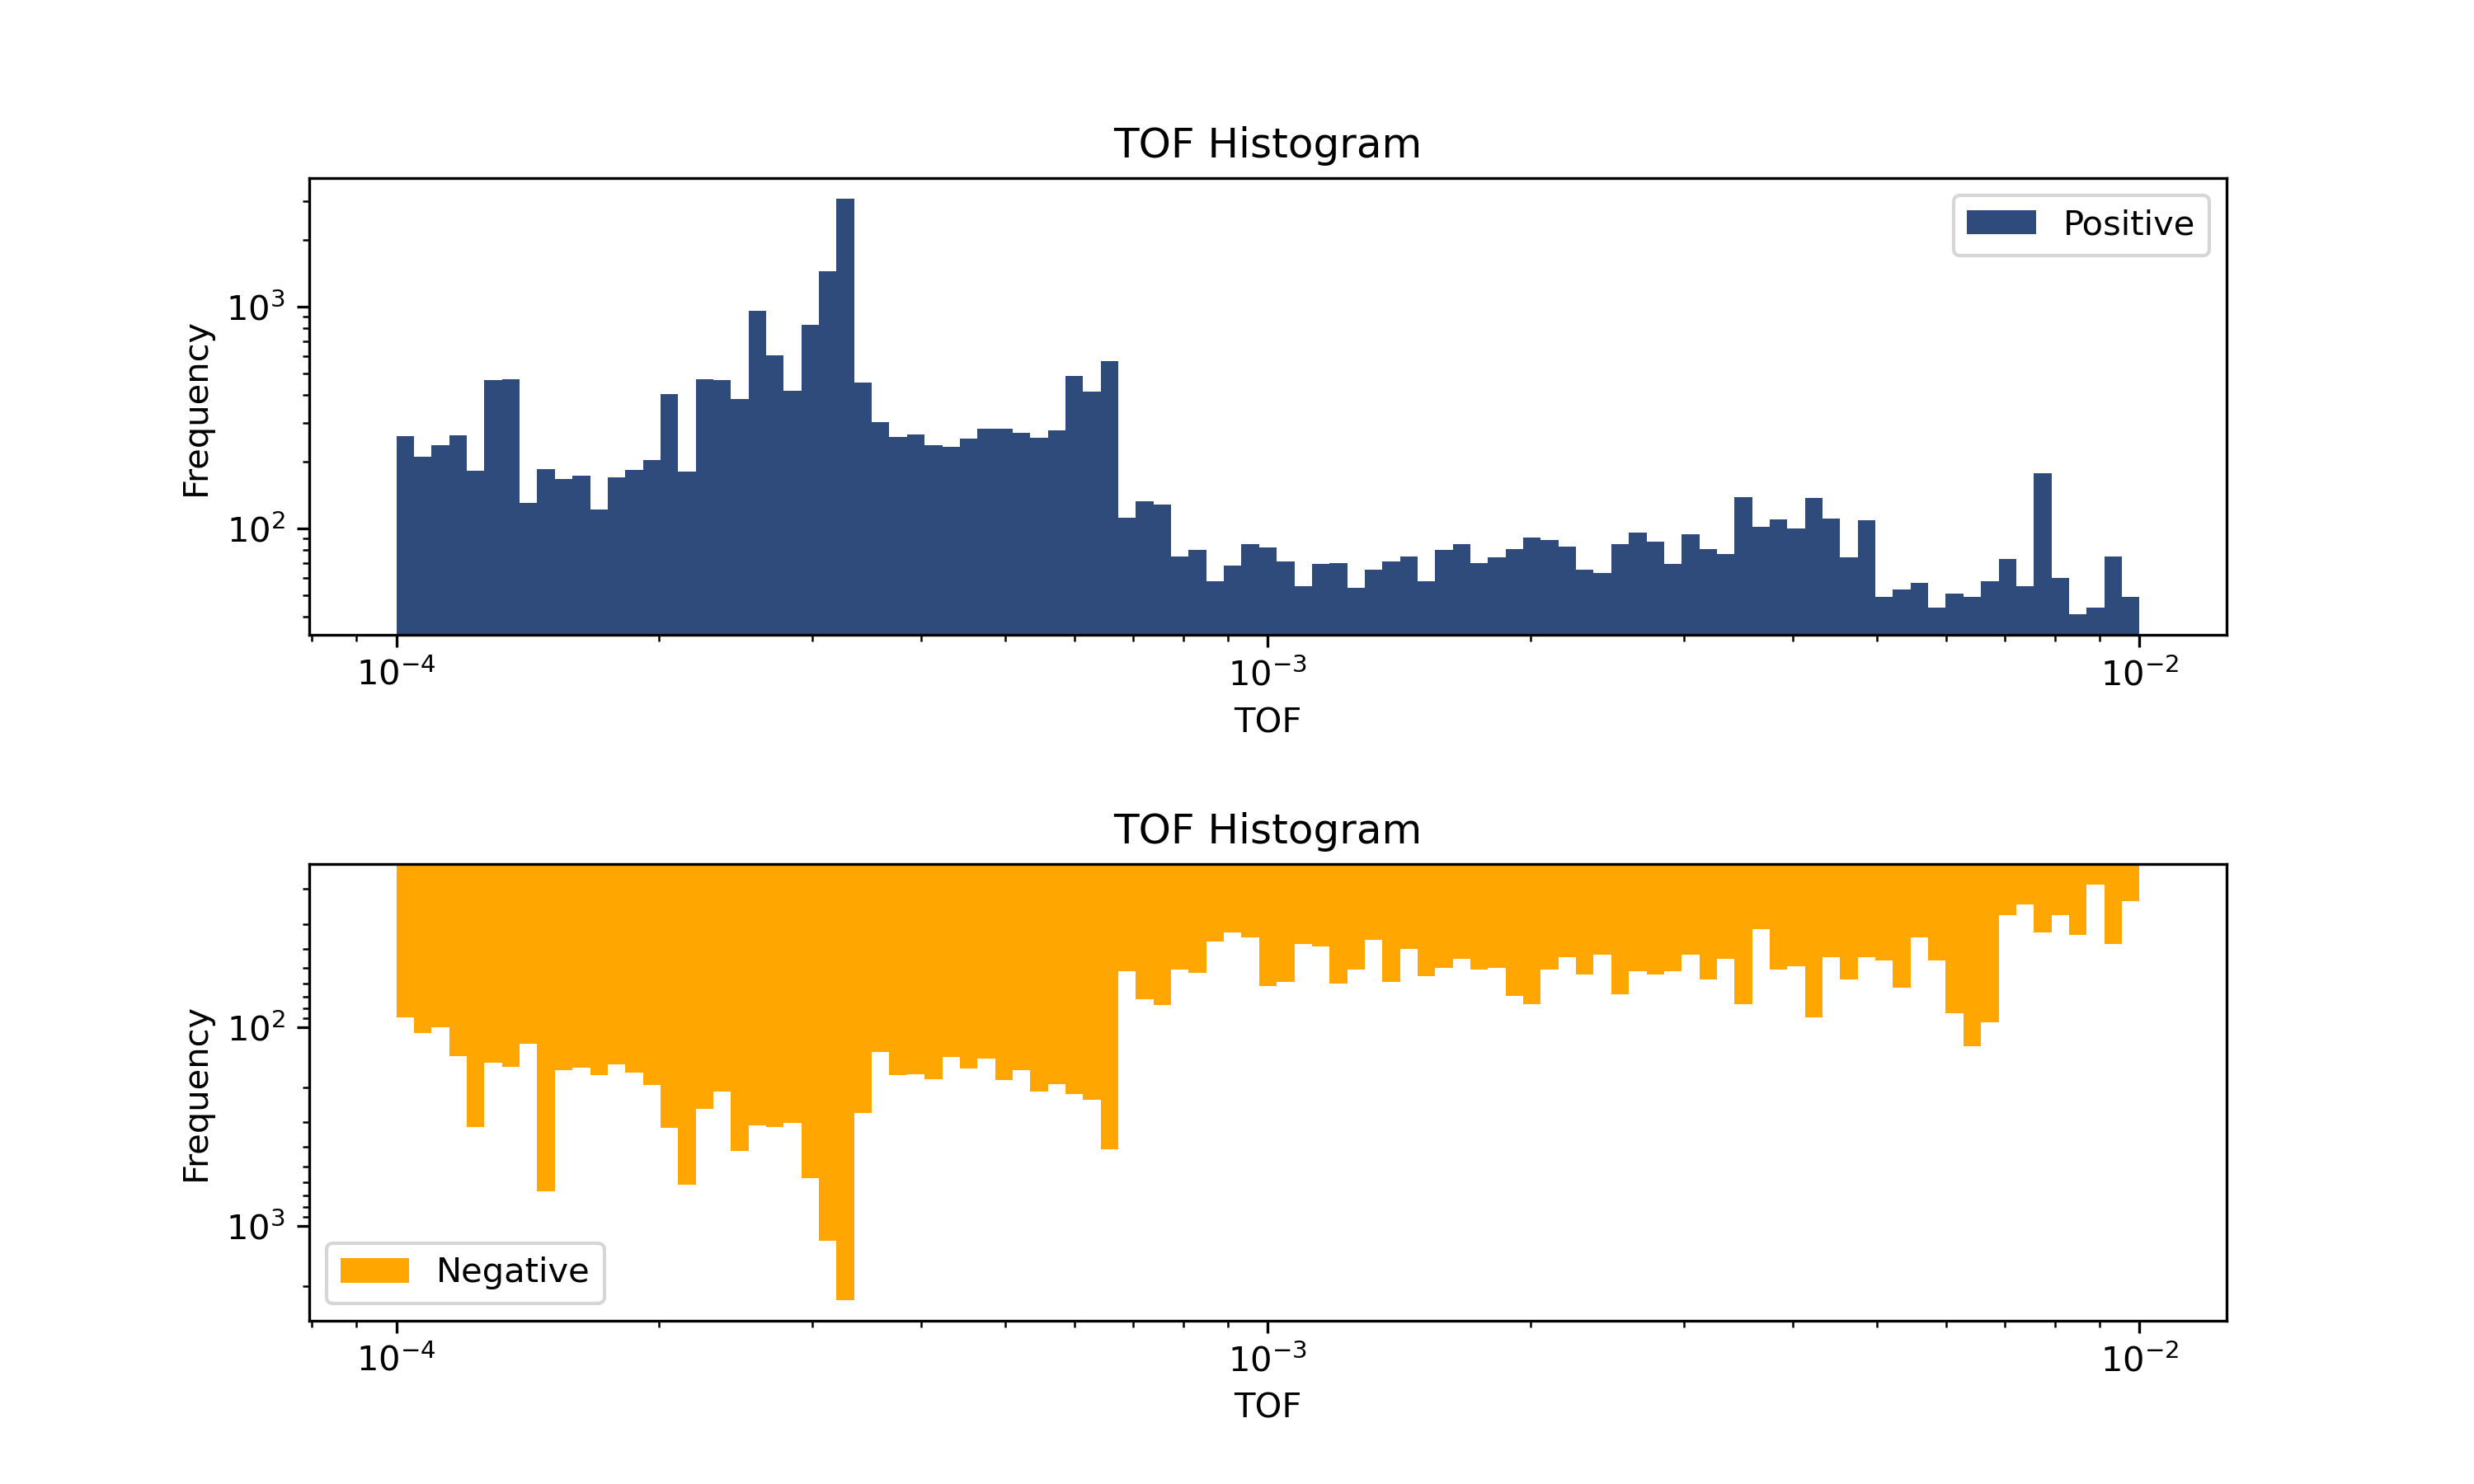 TOF Histogram
Positive
Frequency
10³
10²
10⁻⁴ 10⁻³ 10⁻²
TOF
TOF Histogram
Frequency
10²
10³
Negative
10⁻⁴ 10⁻³ 10⁻²
TOF